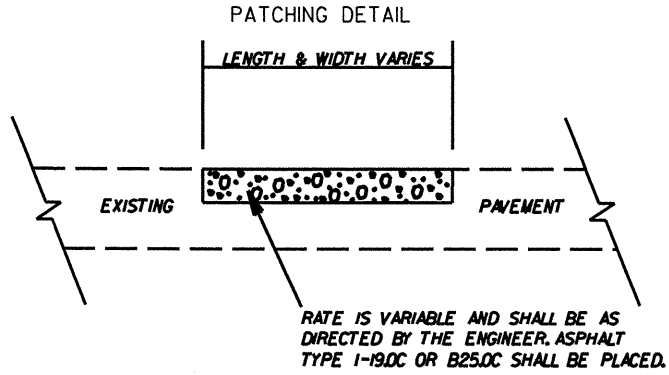 PATCHING DETAIL
LENGTH & WIDTH VARIES
EXISTING PAVEMENT
RATE IS VARIABLE AND SHALL BE AS
DIRECTED BY THE ENGINEER. ASPHALT
TYPE I-19.0C OR B25.0C SHALL BE PLACED.